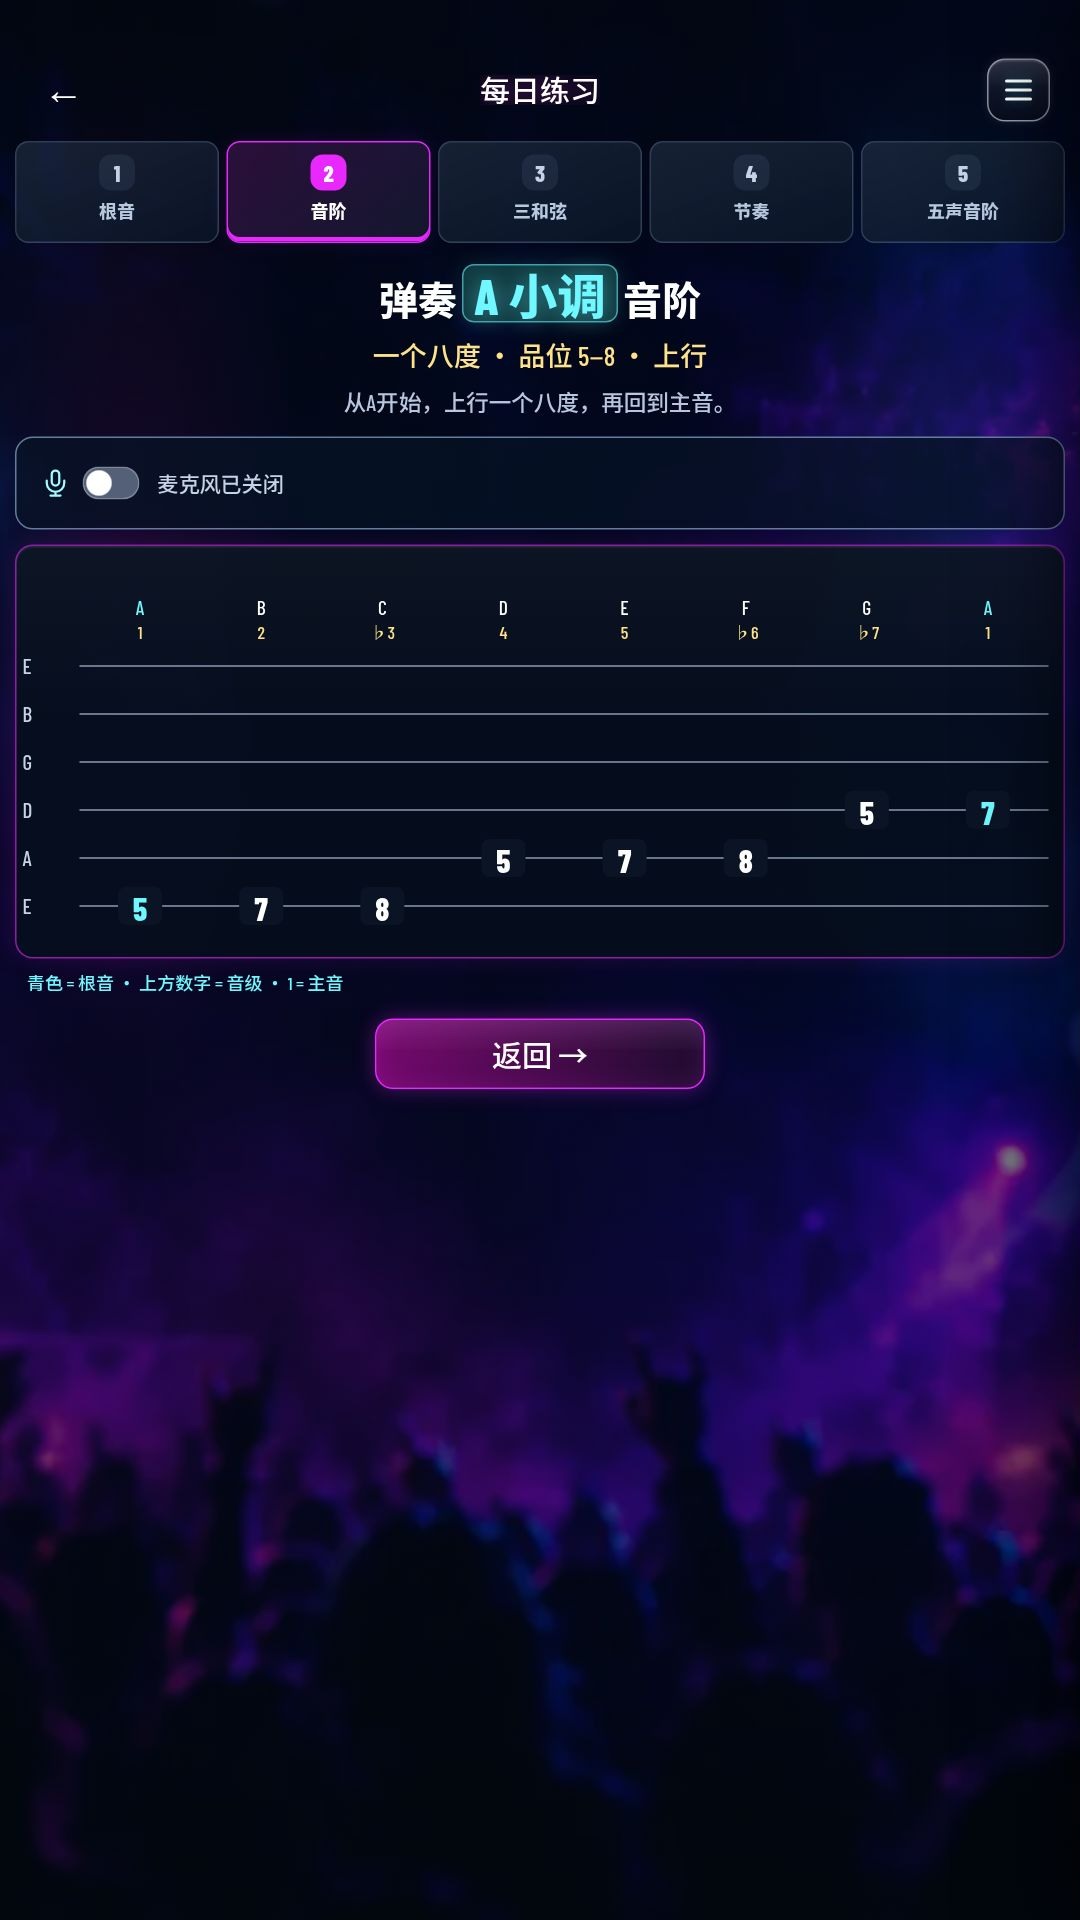 ← 每日练习
1 2 3 4 5
根音 音阶 三和弦 节奏 五声音阶
弹奏 A 小调 音阶
一个八度 • 品位 5–8 • 上行
从A开始，上行一个八度，再回到主音。
麦克风已关闭
A B C D E F G A
1 2 ♭3 4 5 ♭6 ♭7 1
E
B
G
D 5 7
A 5 7 8
E 5 7 8
青色 = 根音 • 上方数字 = 音级 • 1 = 主音
返回 →